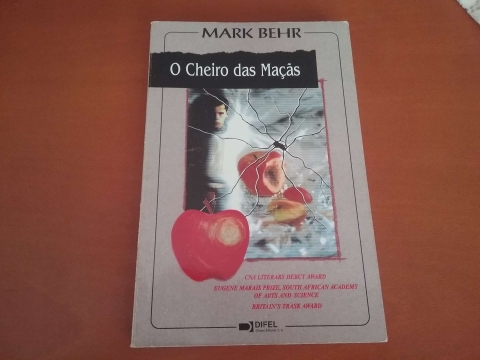 MARK BEHR
O Cheiro das Maçãs
CNA LITERARY DEBUT AWARD
EUGENE MARAIS PRIZE, SOUTH AFRICAN ACADEMY
OF ARTS AND SCIENCE
BRITAIN'S TRASK AWARD
DIFEL